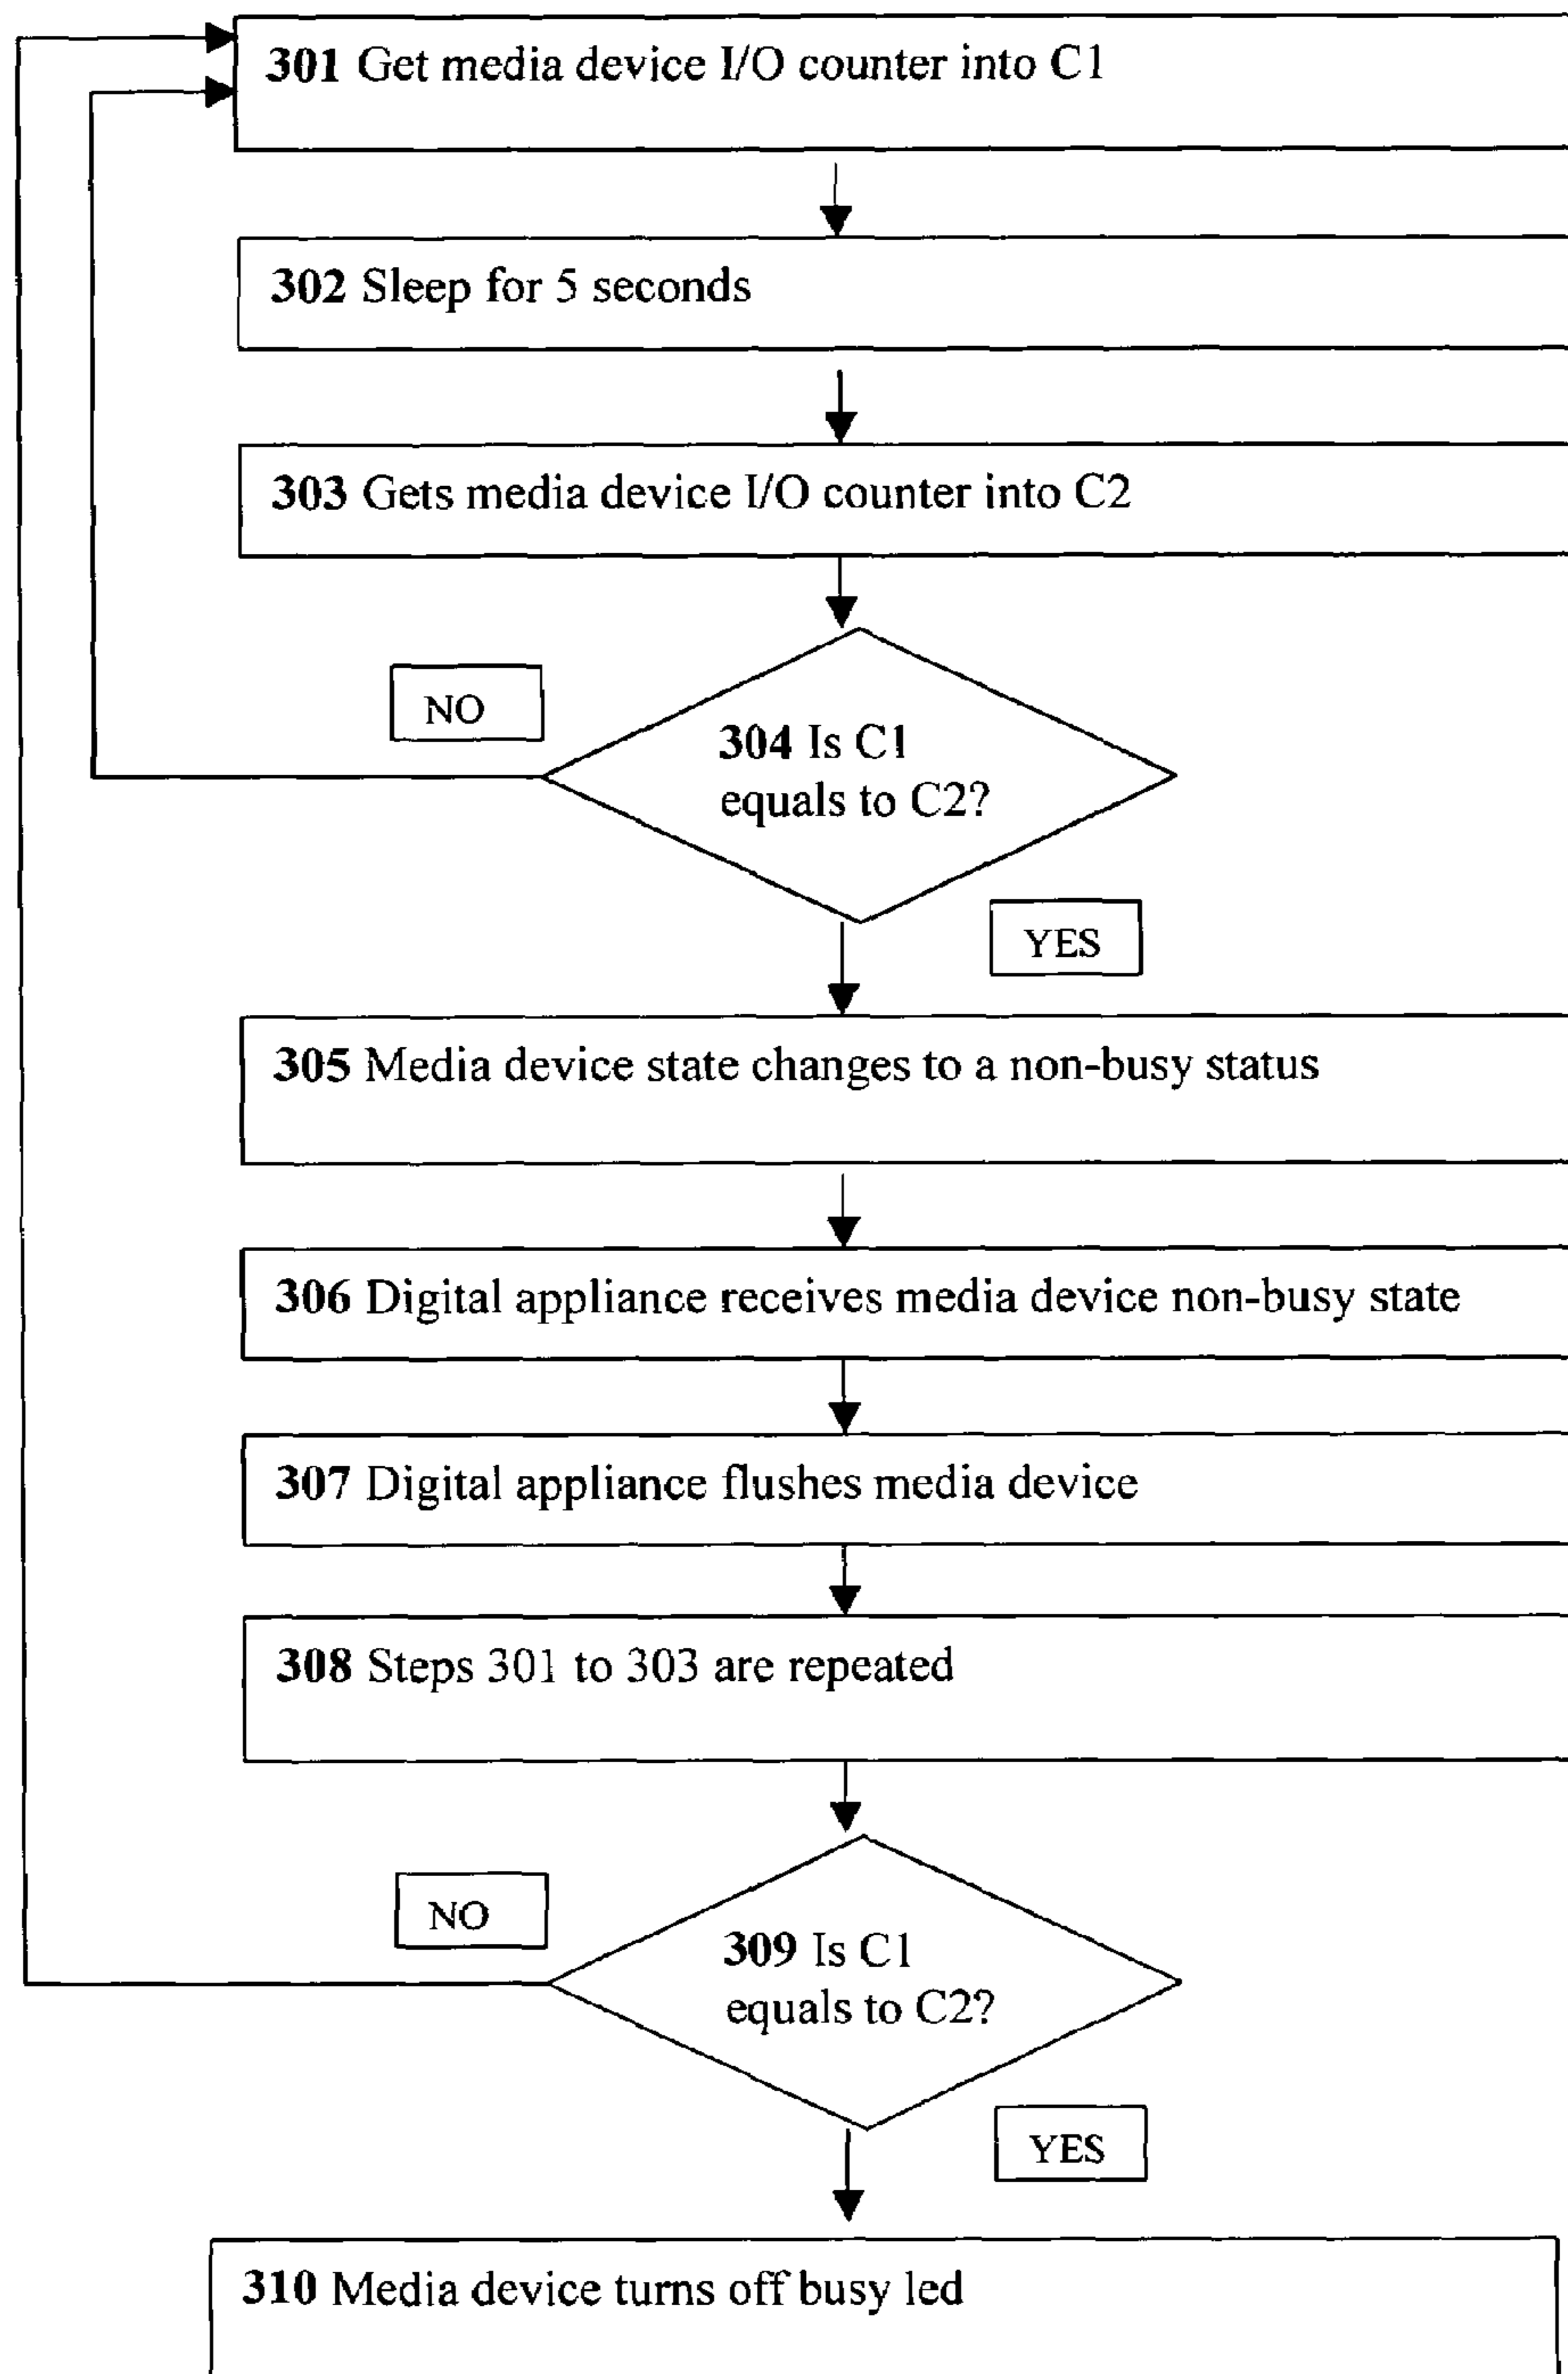 301 Get media device I/O counter into C1
302 Sleep for 5 seconds
303 Gets media device I/O counter into C2
NO
304 Is C1
equals to C2?
YES
305 Media device state changes to a non-busy status
306 Digital appliance receives media device non-busy state
307 Digital appliance flushes media device
308 Steps 301 to 303 are repeated
NO
309 Is C1
equals to C2?
YES
310 Media device turns off busy led